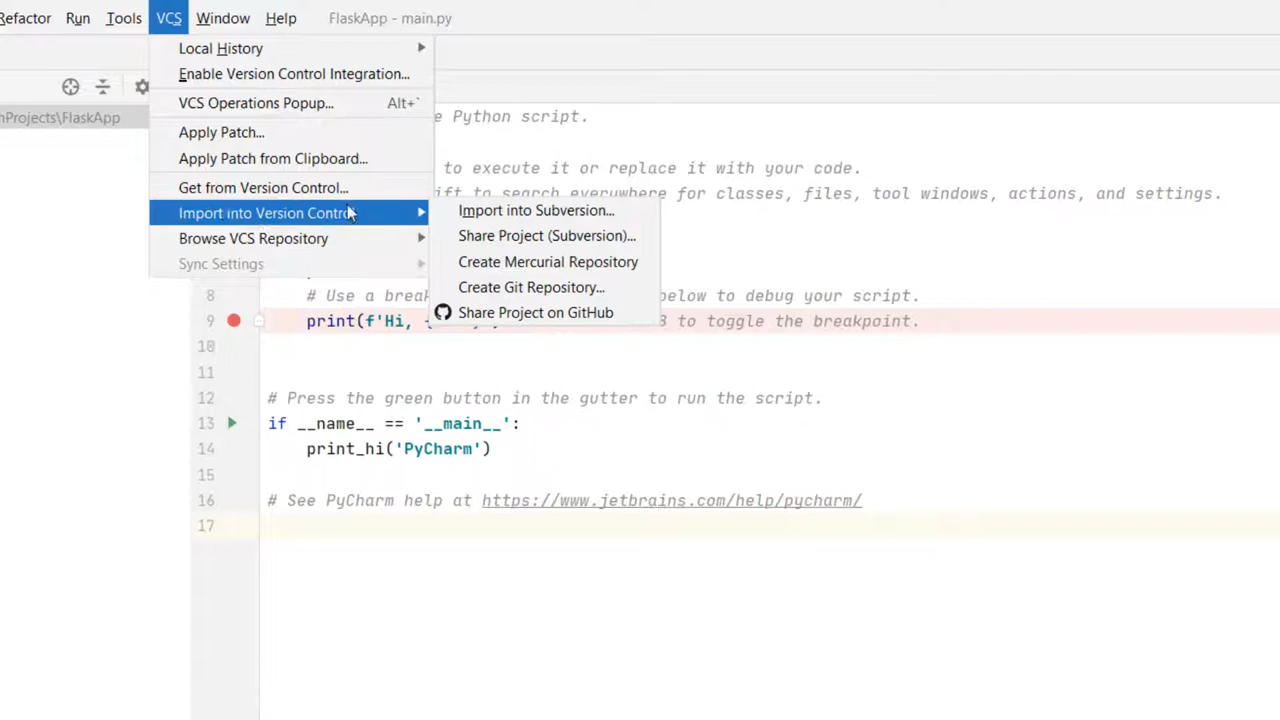 Refactor Run Tools VCS Window Help FlaskApp - main.py
Local History
Enable Version Control Integration...
VCS Operations Popup... Alt+`
Apply Patch...
Apply Patch from Clipboard...
Get from Version Control...
Import into Version Control
Browse VCS Repository
Sync Settings
Import into Subversion...
Share Project (Subversion)...
Create Mercurial Repository
Create Git Repository...
Share Project on GitHub
nProjects\FlaskApp
Python script.
to execute it or replace it with your code.
to search everywhere for classes, files, tool windows, actions, and settings.
8 # Use a below to debug your script.
9 print(f'Hi, to toggle the breakpoint.
10
11
12 # Press the green button in the gutter to run the script.
13 if __name__ == '__main__':
14 print_hi('PyCharm')
15
16 # See PyCharm help at https://www.jetbrains.com/help/pycharm/
17